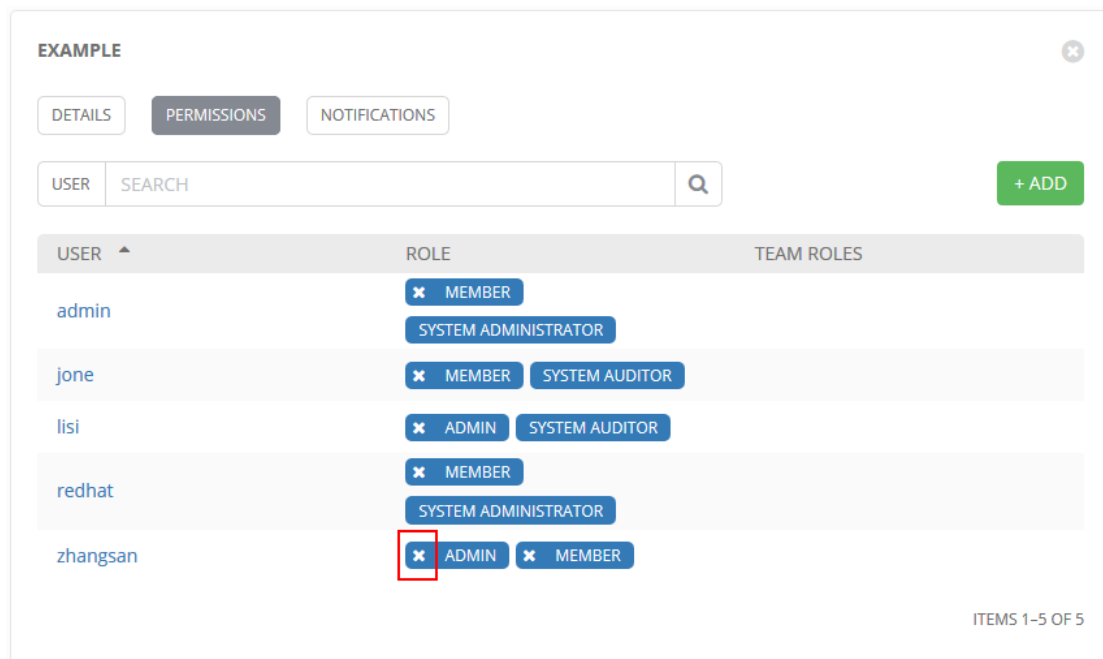 EXAMPLE
DETAILS PERMISSIONS NOTIFICATIONS
USER SEARCH + ADD
USER ROLE TEAM ROLES
admin MEMBER
SYSTEM ADMINISTRATOR
jone MEMBER SYSTEM AUDITOR
lisi ADMIN SYSTEM AUDITOR
redhat MEMBER
SYSTEM ADMINISTRATOR
zhangsan ADMIN MEMBER
ITEMS 1–5 OF 5